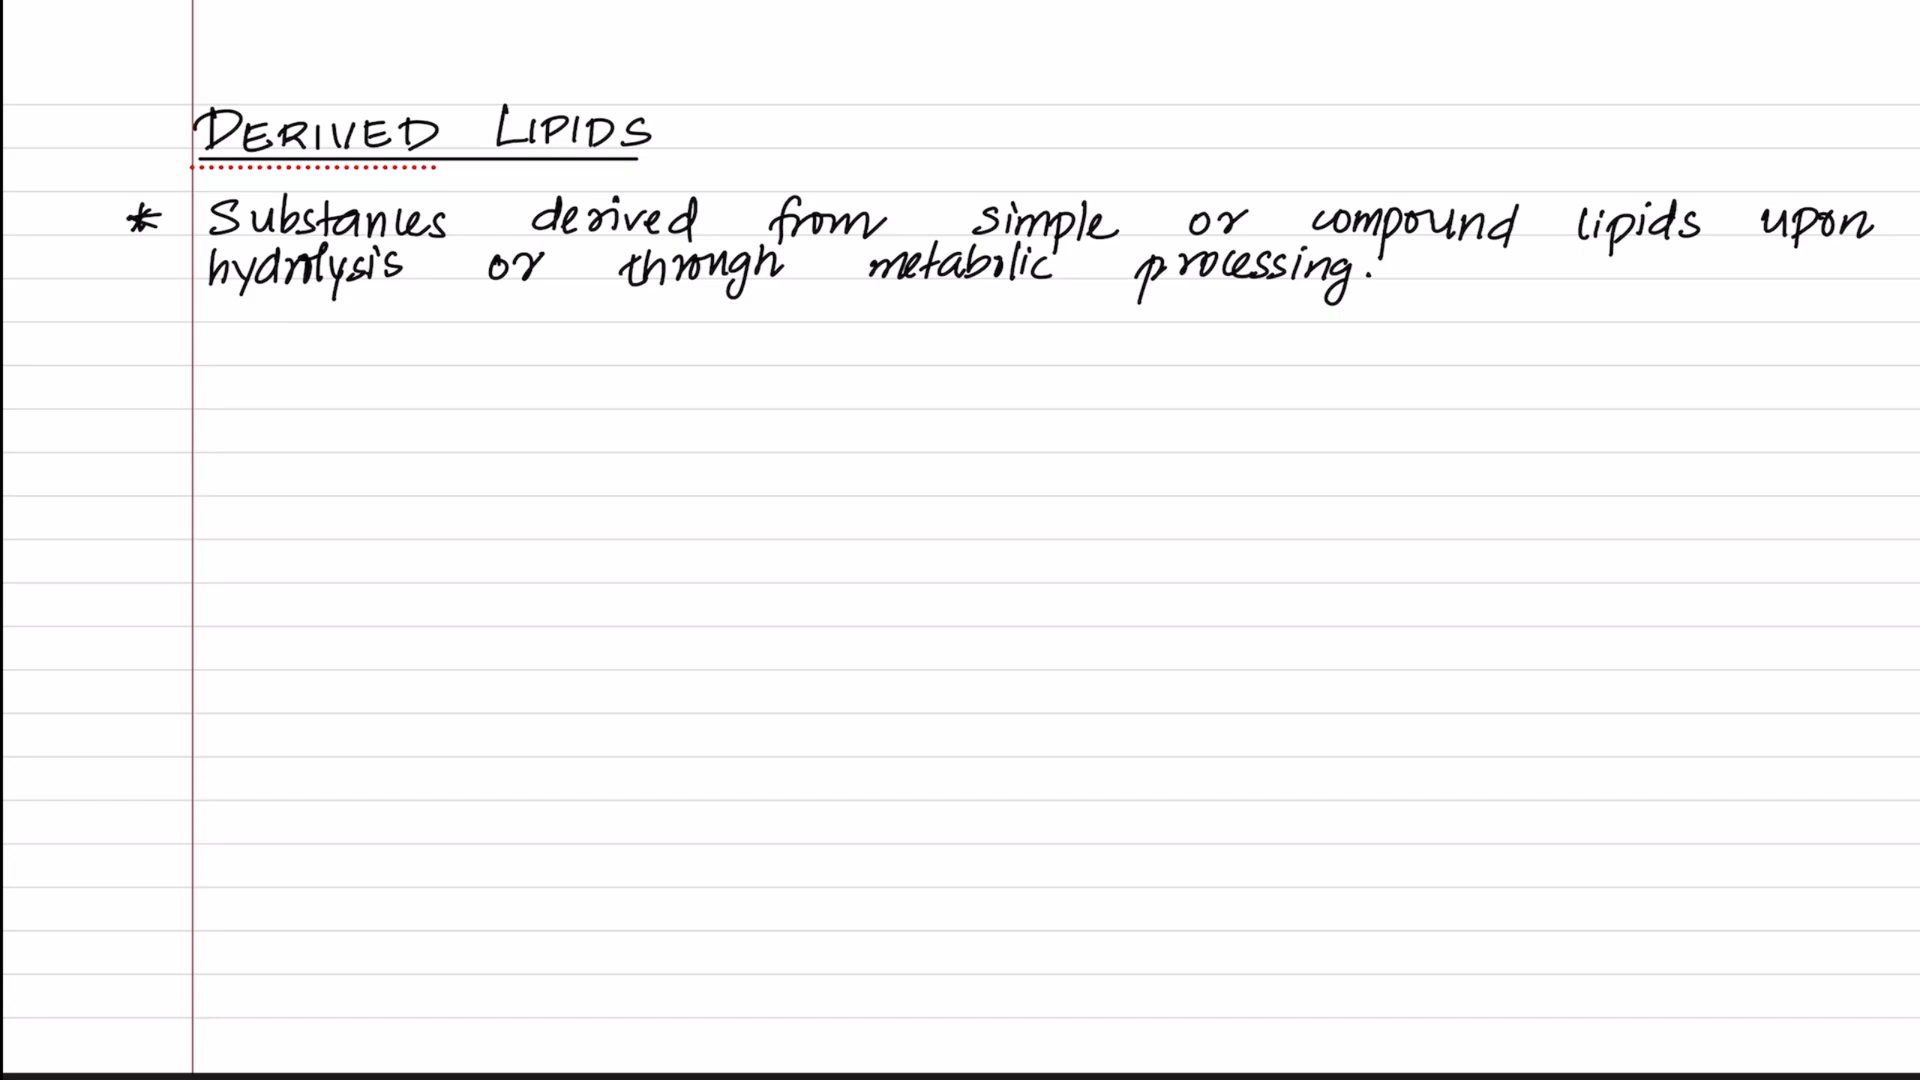 DERIVED LIPIDS
* Substances derived from simple or compound lipids upon
hydrolysis or through metabolic processing.